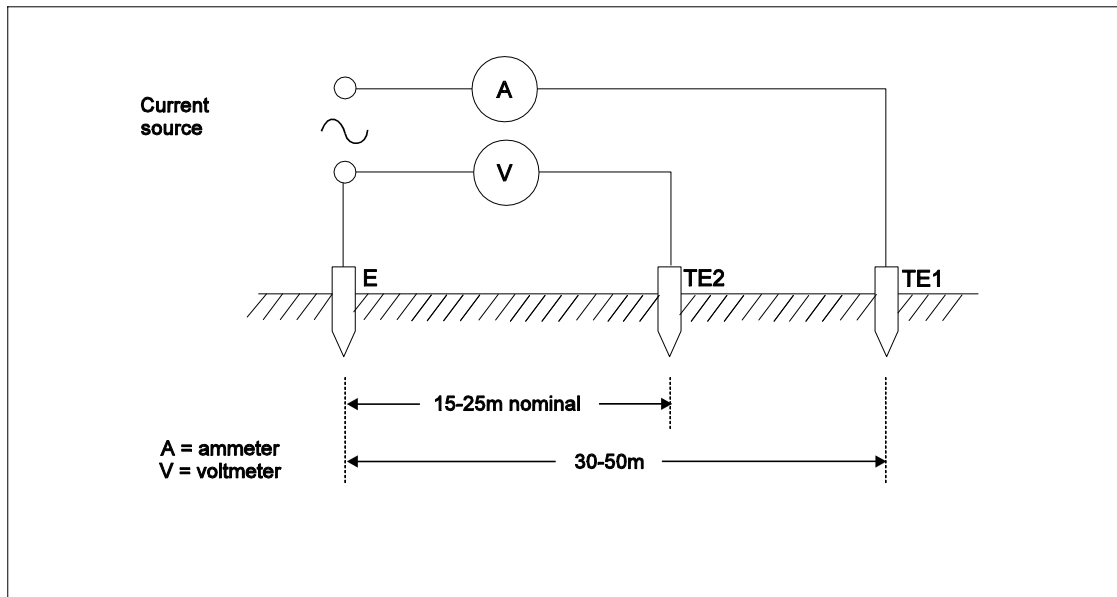 A
Current
source
V
E
TE2
TE1
15-25m nominal
A = ammeter
V = voltmeter
30-50m